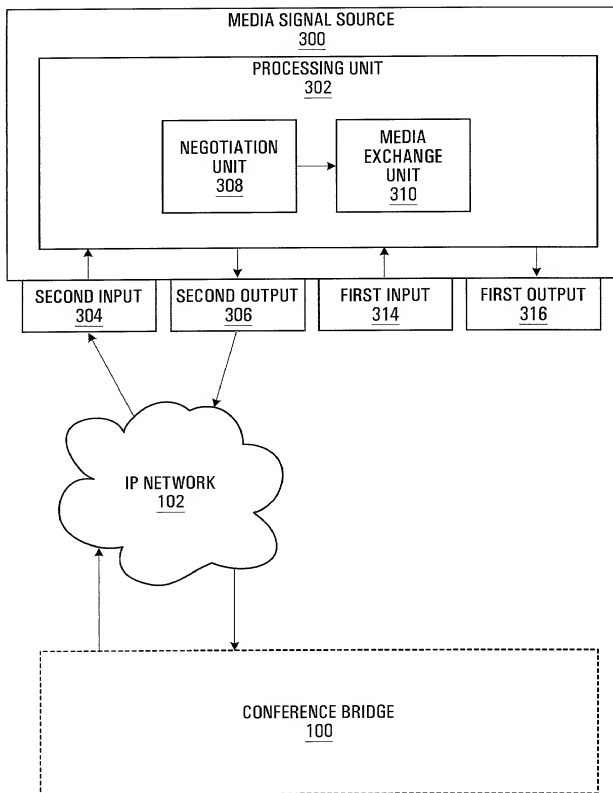 MEDIA SIGNAL SOURCE
300
PROCESSING UNIT
302
NEGOTIATION
UNIT
308
MEDIA
EXCHANGE
UNIT
310
SECOND INPUT
304
SECOND OUTPUT
306
FIRST INPUT
314
FIRST OUTPUT
316
IP NETWORK
102
CONFERENCE BRIDGE
100